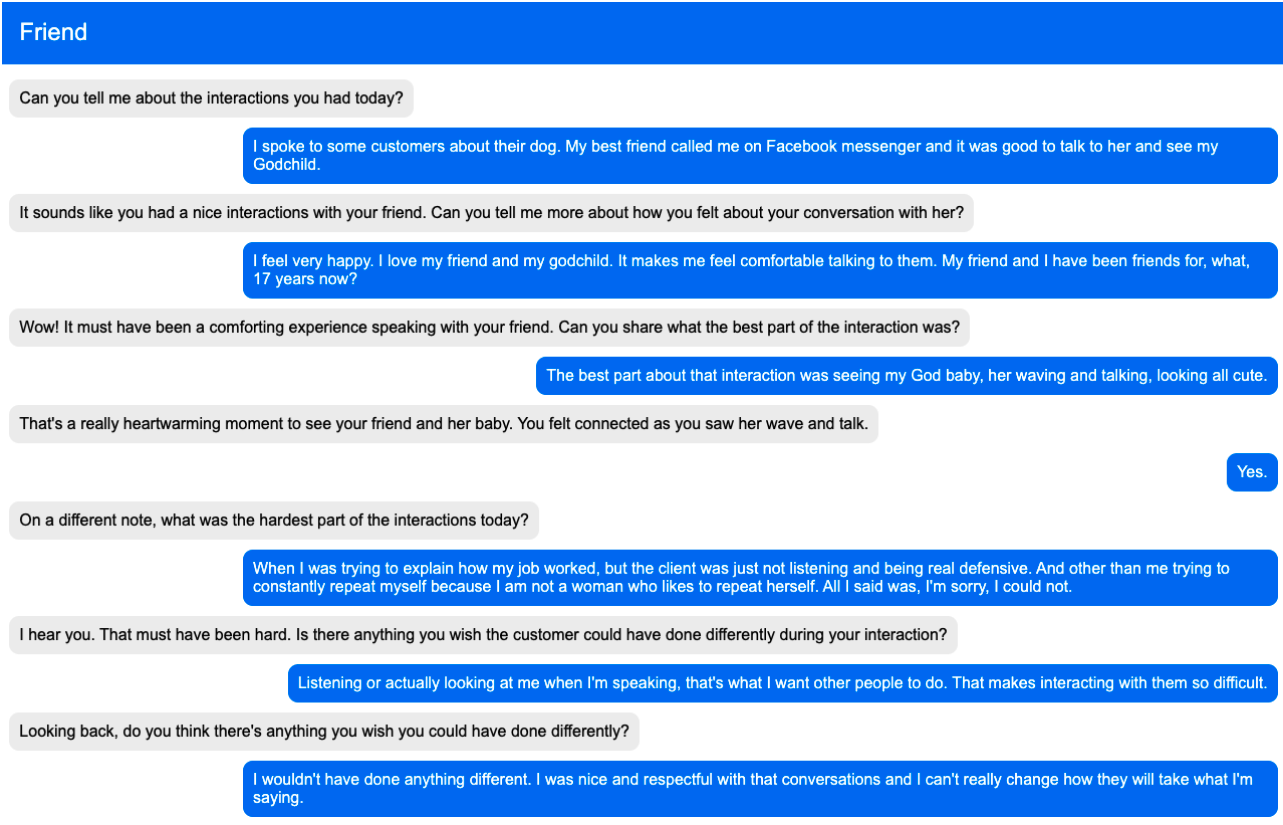 Friend
Can you tell me about the interactions you had today?
I spoke to some customers about their dog. My best friend called me on Facebook messenger and it was good to talk to her and see my
Godchild.
It sounds like you had a nice interactions with your friend. Can you tell me more about how you felt about your conversation with her?
I feel very happy. I love my friend and my godchild. It makes me feel comfortable talking to them. My friend and I have been friends for, what,
17 years now?
Wow! It must have been a comforting experience speaking with your friend. Can you share what the best part of the interaction was?
The best part about that interaction was seeing my God baby, her waving and talking, looking all cute.
That's a really heartwarming moment to see your friend and her baby. You felt connected as you saw her wave and talk.
Yes.
On a different note, what was the hardest part of the interactions today?
When I was trying to explain how my job worked, but the client was just not listening and being real defensive. And other than me trying to
constantly repeat myself because I am not a woman who likes to repeat herself. All I said was, I'm sorry, I could not.
I hear you. That must have been hard. Is there anything you wish the customer could have done differently during your interaction?
Listening or actually looking at me when I'm speaking, that's what I want other people to do. That makes interacting with them so difficult.
Looking back, do you think there's anything you wish you could have done differently?
I wouldn't have done anything different. I was nice and respectful with that conversations and I can't really change how they will take what I'm
saying.